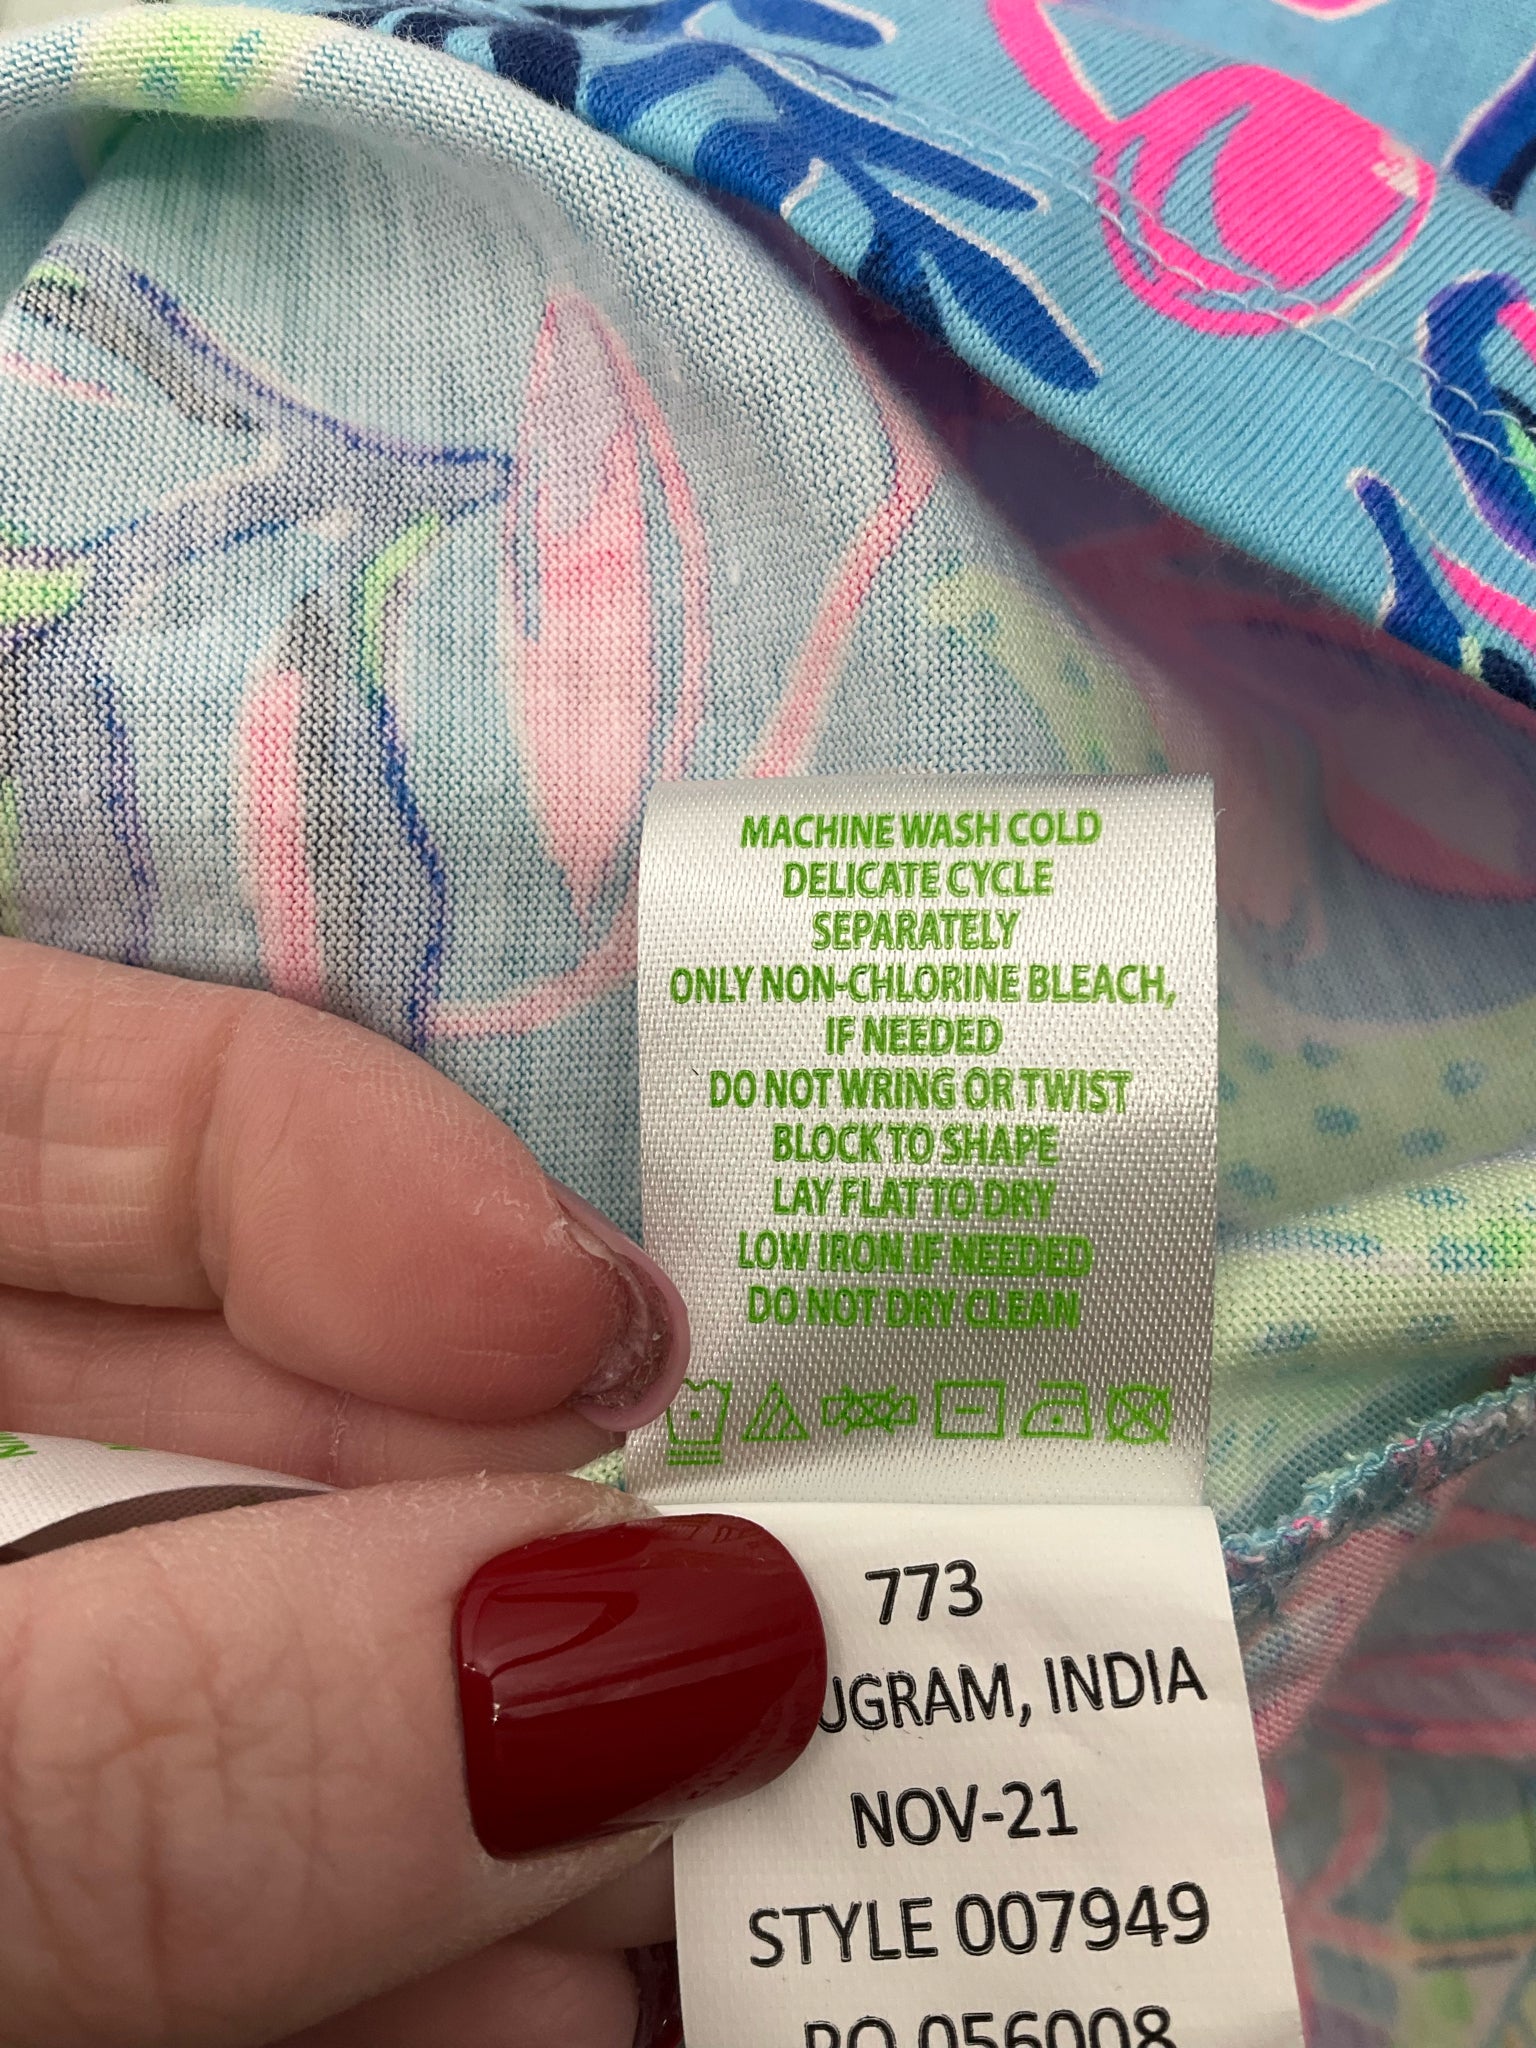 MACHINE WASH COLD
DELICATE CYCLE
SEPARATELY
ONLY NON-CHLORINE BLEACH,
IF NEEDED
DO NOT WRING OR TWIST
BLOCK TO SHAPE
LAY FLAT TO DRY
LOW IRON IF NEEDED
DO NOT DRY CLEAN
773
INDIA
NOV-21
STYLE 007949
PO 056008